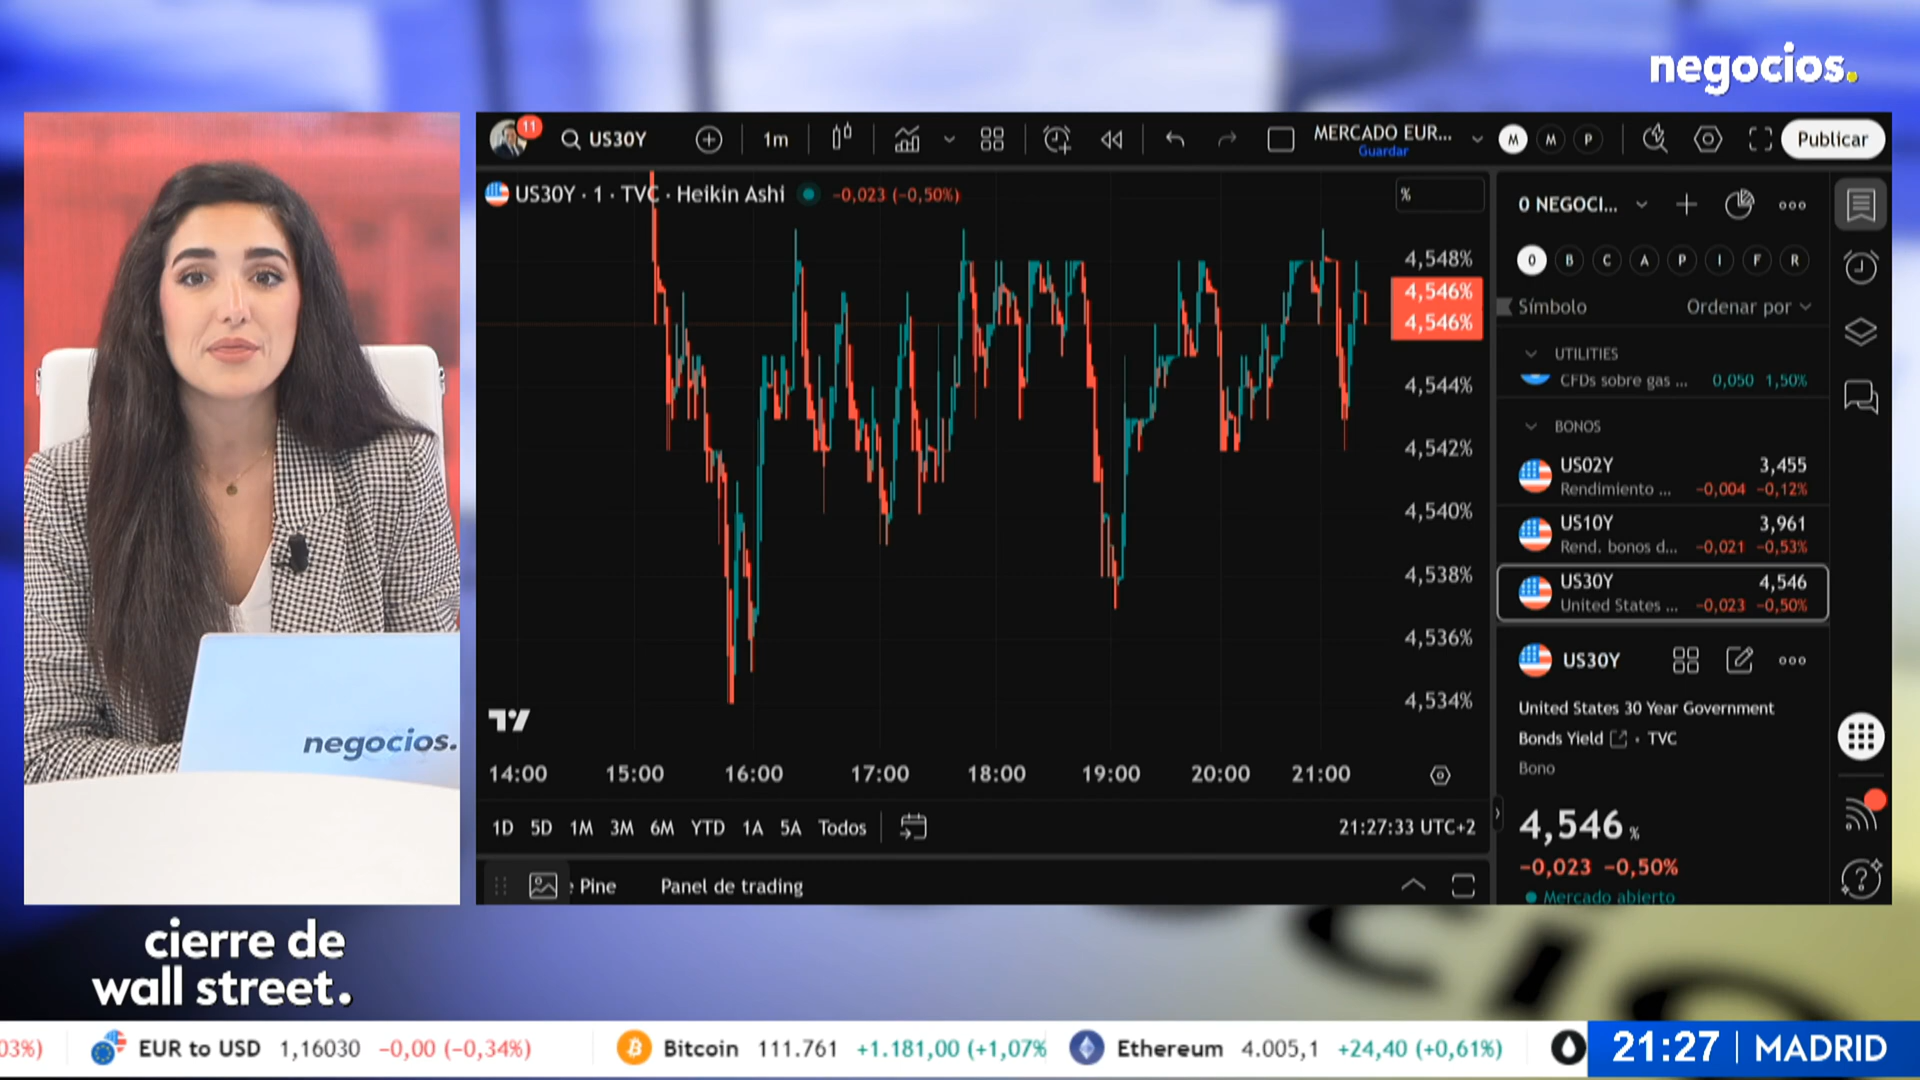 negocios.
11
US30Y
1m
MERCADO EUR...
Guardar
M
M
P
Publicar
US30Y · 1 · TVC · Heikin Ashi
−0,023 (−0,50%)
%
4,548%
4,546%
4,546%
4,544%
4,542%
4,540%
4,538%
4,536%
4,534%
14:00
15:00
16:00
17:00
18:00
19:00
20:00
21:00
1D
5D
1M
3M
6M
YTD
1A
5A
Todos
21:27:33 UTC+2
Pine
Panel de trading
0 NEGOCI...
0
B
C
A
P
I
F
R
Símbolo
Ordenar por
UTILITIES
CFDs sobre gas ... 0,050 1,50%
BONOS
US02Y 3,455
Rendimiento ... −0,004 −0,12%
US10Y 3,961
Rend. bonos d... −0,021 −0,53%
US30Y 4,546
United States ... −0,023 −0,50%
US30Y
United States 30 Year Government
Bonds Yield · TVC
Bono
4,546 %
−0,023 −0,50%
Mercado abierto
negocios.
cierre de
wall street.
03%) EUR to USD 1,16030 −0,00 (−0,34%) Bitcoin 111.761 +1.181,00 (+1,07% Ethereum 4.005,1 +24,40 (+0,61%)
21:27 | MADRID